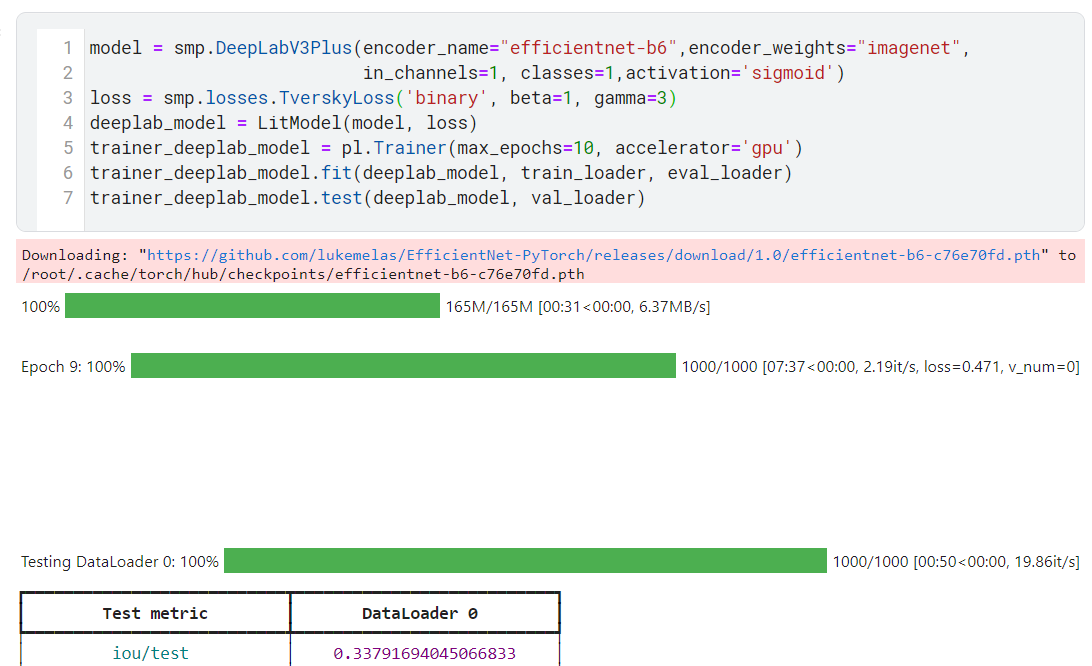 1 model = smp.DeepLabV3Plus(encoder_name="efficientnet-b6",encoder_weights="imagenet",
2 in_channels=1, classes=1,activation='sigmoid')
3 loss = smp.losses.TverskyLoss('binary', beta=1, gamma=3)
4 deeplab_model = LitModel(model, loss)
5 trainer_deeplab_model = pl.Trainer(max_epochs=10, accelerator='gpu')
6 trainer_deeplab_model.fit(deeplab_model, train_loader, eval_loader)
7 trainer_deeplab_model.test(deeplab_model, val_loader)
Downloading: "https://github.com/lukemelas/EfficientNet-PyTorch/releases/download/1.0/efficientnet-b6-c76e70fd.pth" to
/root/.cache/torch/hub/checkpoints/efficientnet-b6-c76e70fd.pth
100% 165M/165M [00:31<00:00, 6.37MB/s]
Epoch 9: 100% 1000/1000 [07:37<00:00, 2.19it/s, loss=0.471, v_num=0]
Testing DataLoader 0: 100% 1000/1000 [00:50<00:00, 19.86it/s]
Test metric DataLoader 0
iou/test 0.33791694045066833